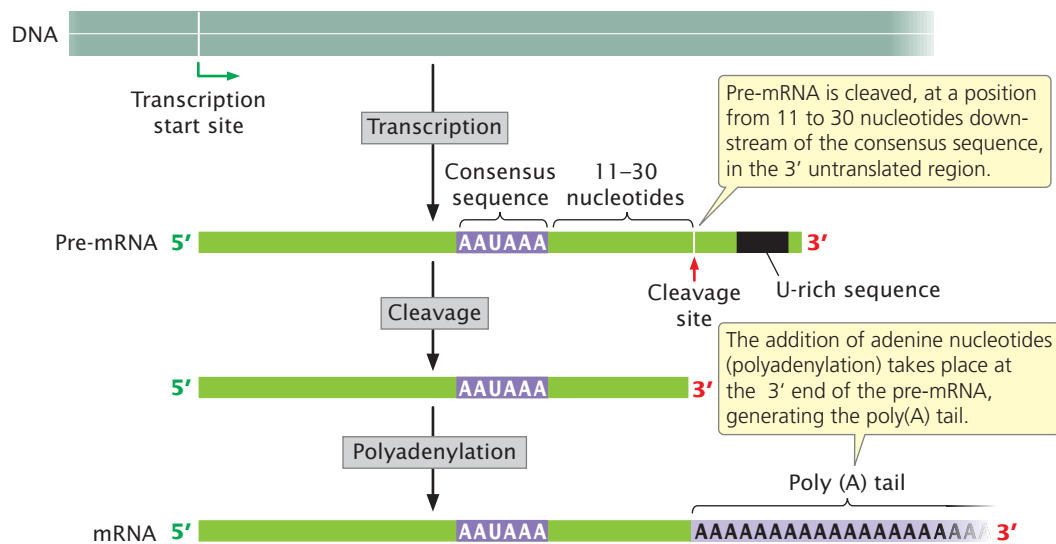 DNA
Transcription
start site
Transcription
Pre-mRNA is cleaved, at a position
from 11 to 30 nucleotides down-
stream of the consensus sequence,
in the 3’ untranslated region.
Consensus
sequence
11–30
nucleotides
Pre-mRNA 5’ AAUAAA 3’
Cleavage
site
U-rich sequence
Cleavage
The addition of adenine nucleotides
(polyadenylation) takes place at
the 3’ end of the pre-mRNA,
generating the poly(A) tail.
5’ AAUAAA 3’
Polyadenylation
Poly (A) tail
mRNA 5’ AAUAAA AAAAAAAAAAAAAAAAAAAA 3’